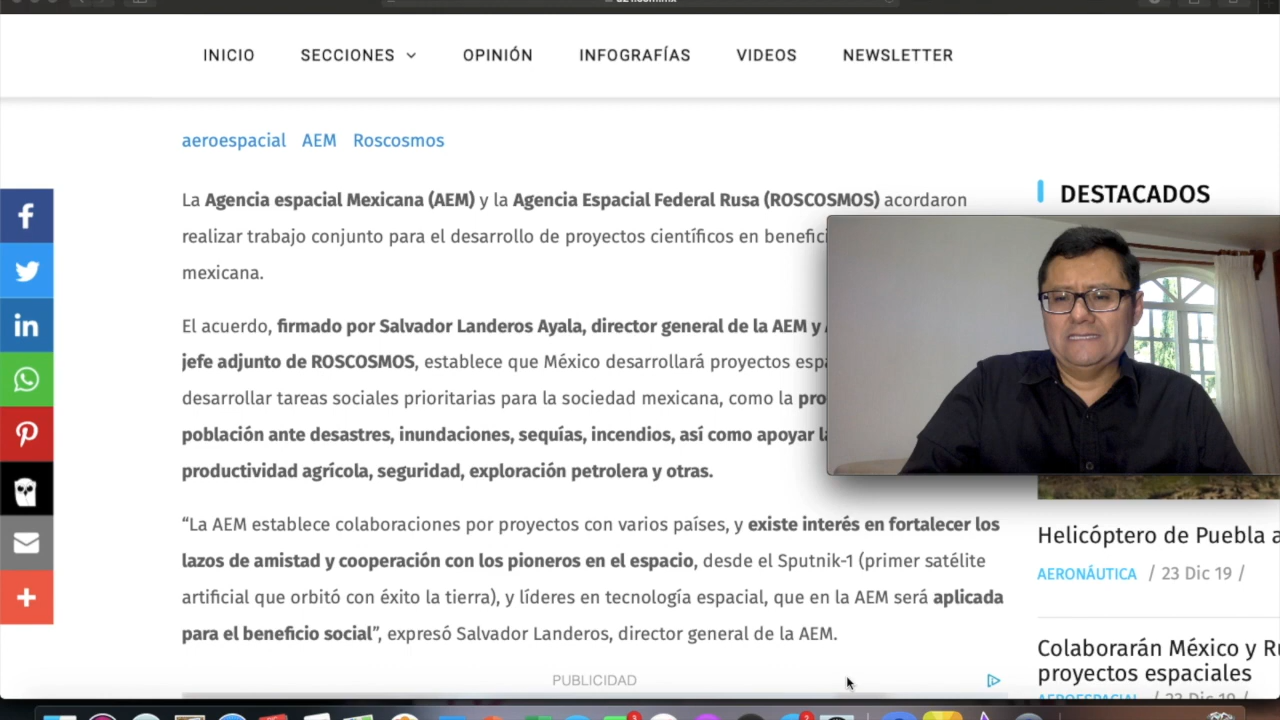 INICIO SECCIONES OPINIÓN INFOGRAFÍAS VIDEOS NEWSLETTER
aeroespacial AEM Roscosmos
La Agencia espacial Mexicana (AEM) y la Agencia Espacial Federal Rusa (ROSCOSMOS) acordaron
realizar trabajo conjunto para el desarrollo de proyectos científicos en
mexicana.
El acuerdo, firmado por Salvador Landeros Ayala, director general de la AEM y
jefe adjunto de ROSCOSMOS, establece que México desarrollará proyectos
desarrollar tareas sociales prioritarias para la sociedad mexicana, como la
población ante desastres, inundaciones, sequías, incendios, así como apoyar
productividad agrícola, seguridad, exploración petrolera y otras.
“La AEM establece colaboraciones por proyectos con varios países, y existe interés en fortalecer los
lazos de amistad y cooperación con los pioneros en el espacio, desde el Sputnik-1 (primer satélite
artificial que orbitó con éxito la tierra), y líderes en tecnología espacial, que en la AEM será aplicada
para el beneficio social”, expresó Salvador Landeros, director general de la AEM.
PUBLICIDAD
DESTACADOS
Helicóptero de Puebla a
AERONÁUTICA / 23 Dic 19 /
Colaborarán México y
proyectos espaciales